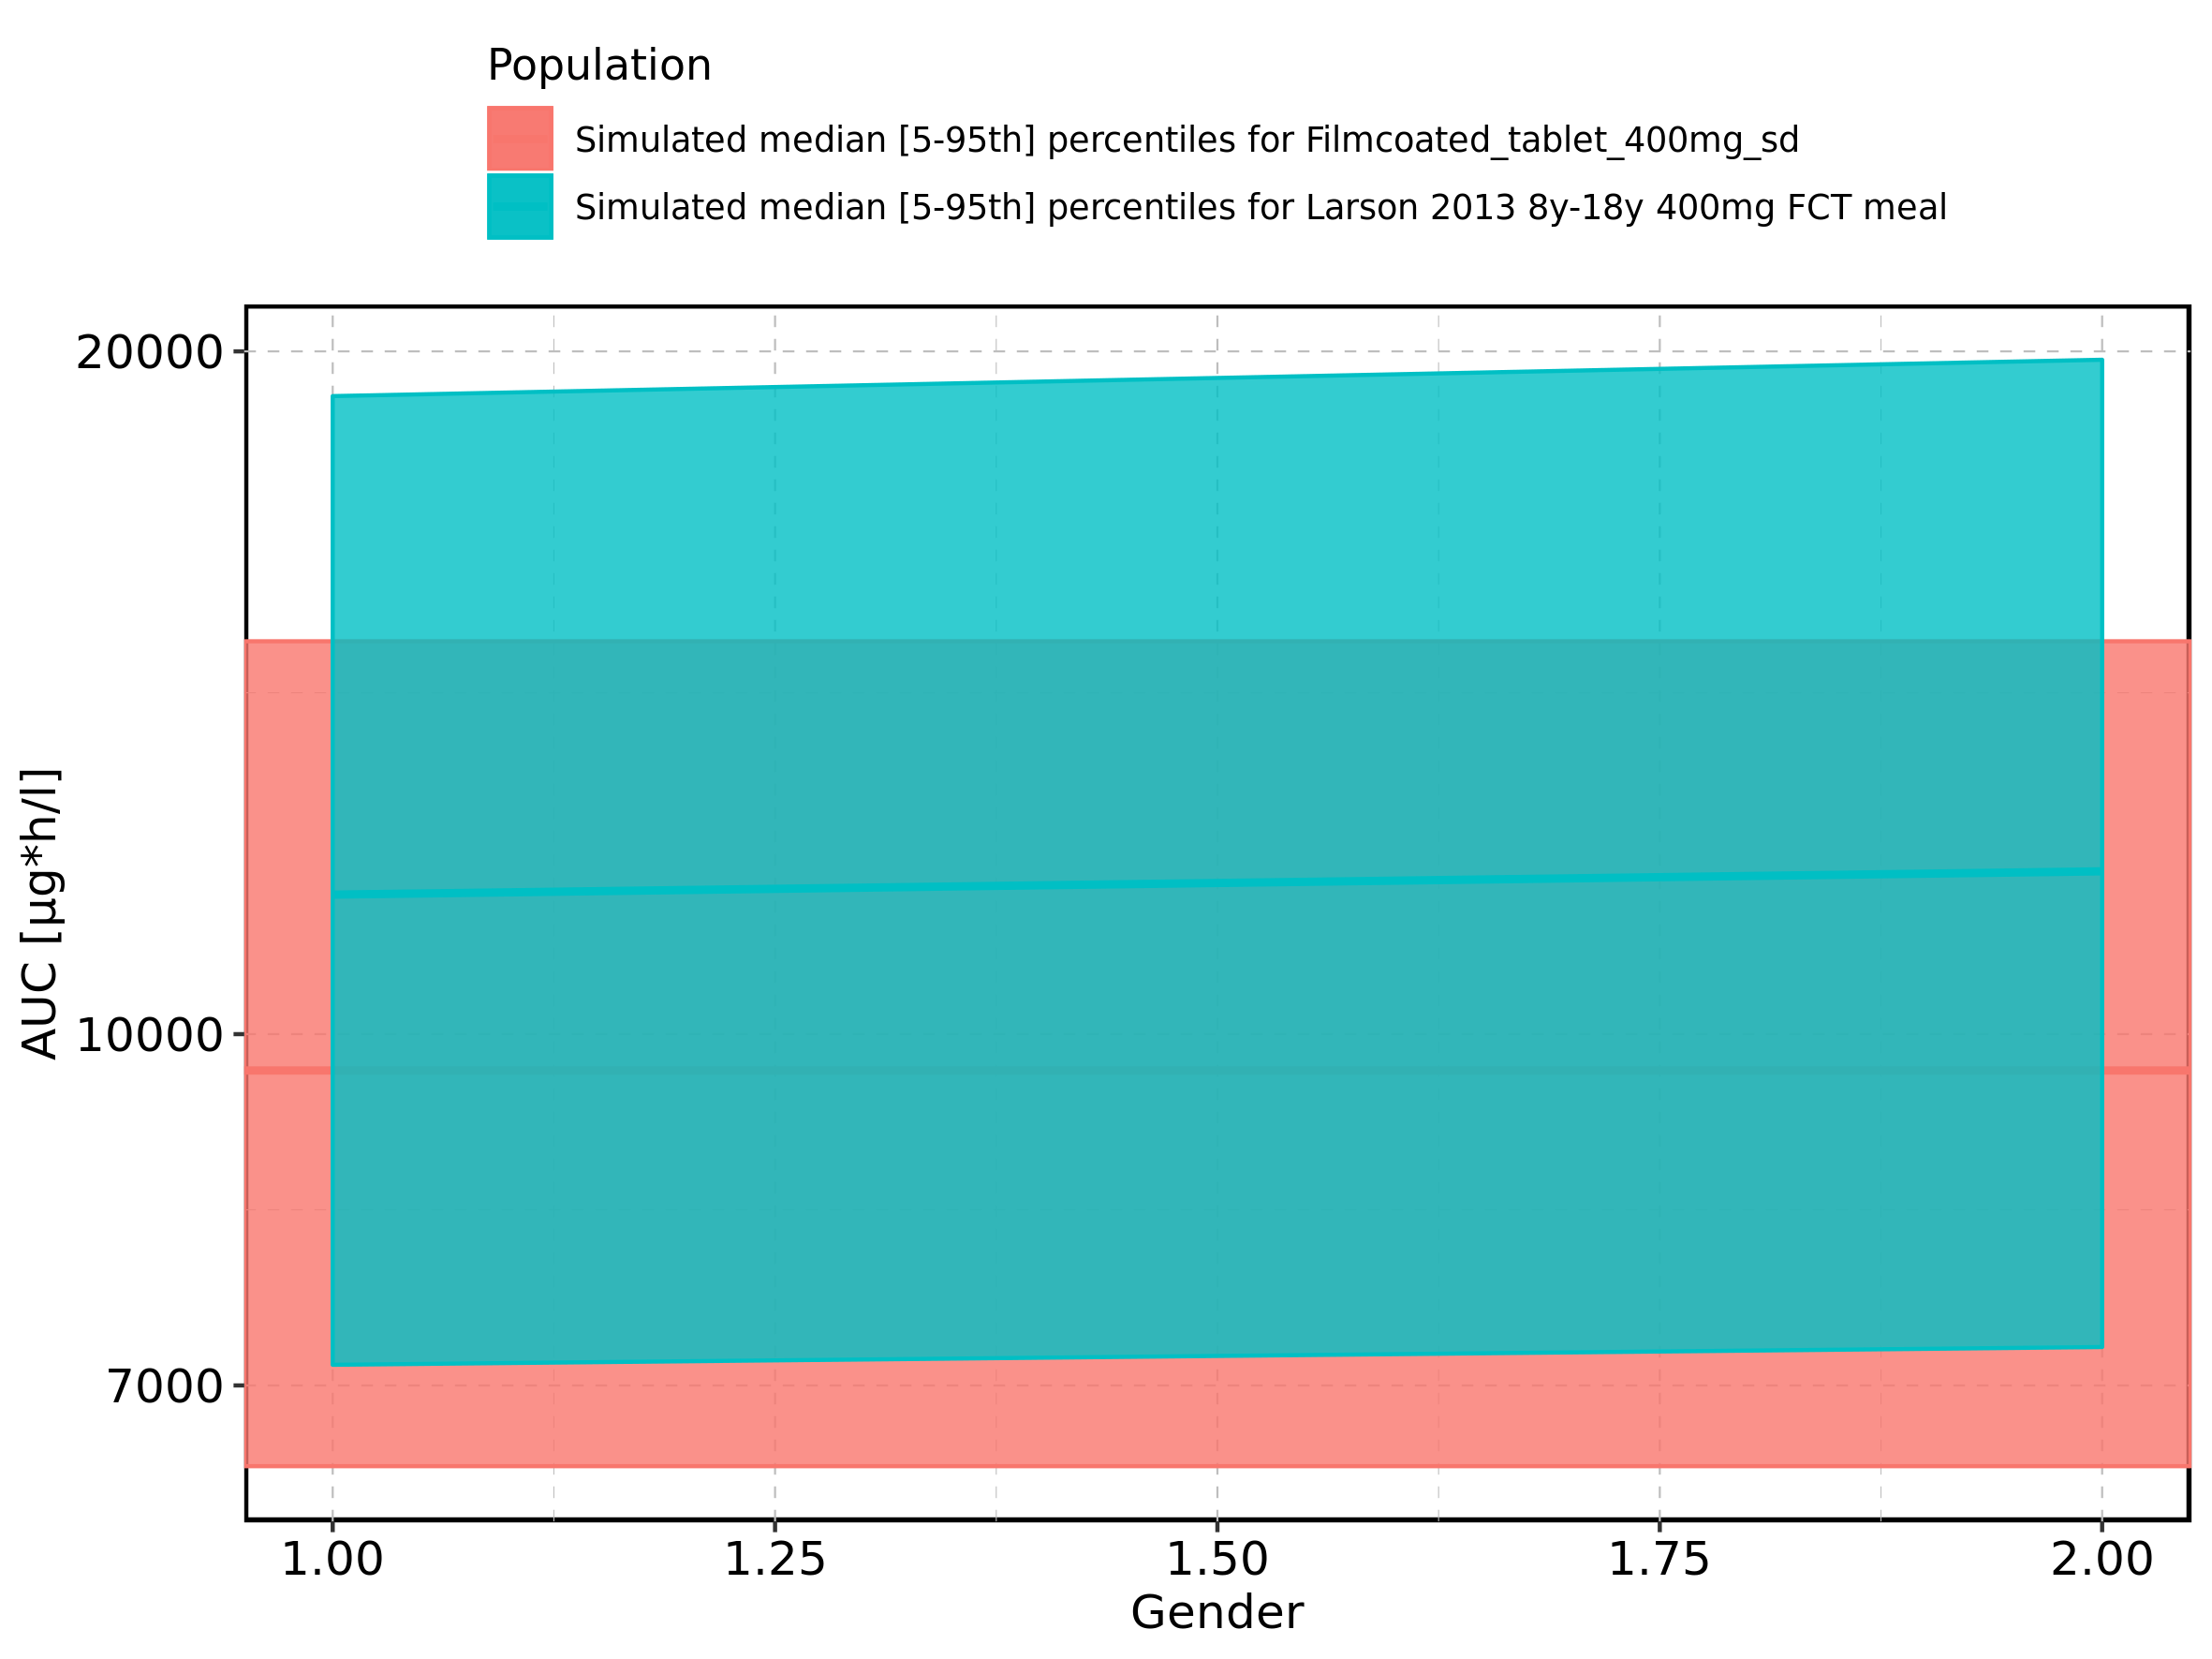 Population
Simulated median [5-95th] percentiles for Filmcoated_tablet_400mg_sd
Simulated median [5-95th] percentiles for Larson 2013 8y-18y 400mg FCT meal
20000
10000
7000
AUC [µg*h/l]
1.00 1.25 1.50 1.75 2.00
Gender